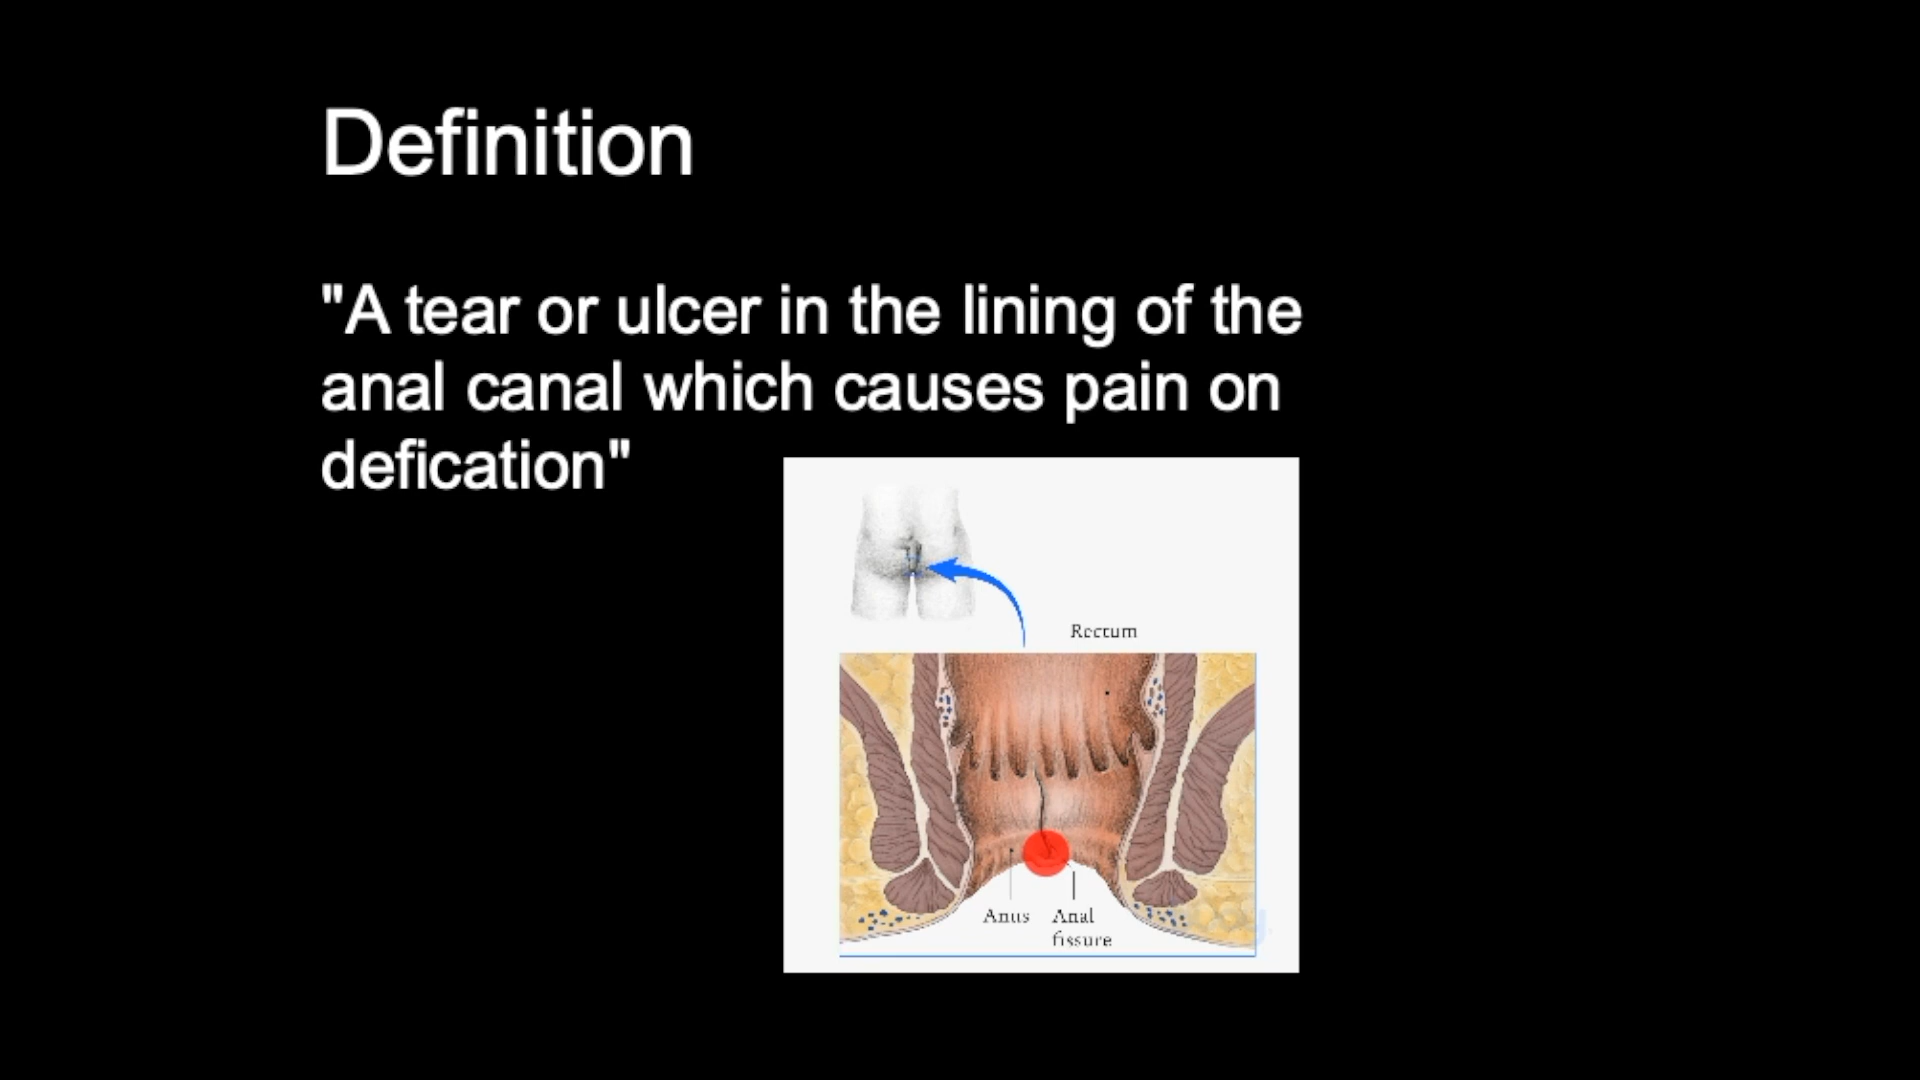 Definition
"A tear or ulcer in the lining of the
anal canal which causes pain on
defication"
Rectum
Anus
Anal
fissure